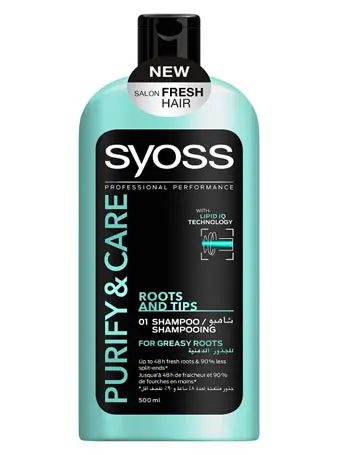 NEW
SALON FRESH
HAIR
SYOSS
PROFESSIONAL PERFORMANCE
WITH
LIPID IQ
TECHNOLOGY
PURIFY & CARE
ROOTS
AND TIPS
01 SHAMPOO / شامبو
SHAMPOOING
FOR GREASY ROOTS
للجذور الدهنية
Up to 48h fresh roots & 90% less
split-ends*
Jusqu'à 48h de fraicheur et 90%
de fourches en moins*
500 ml